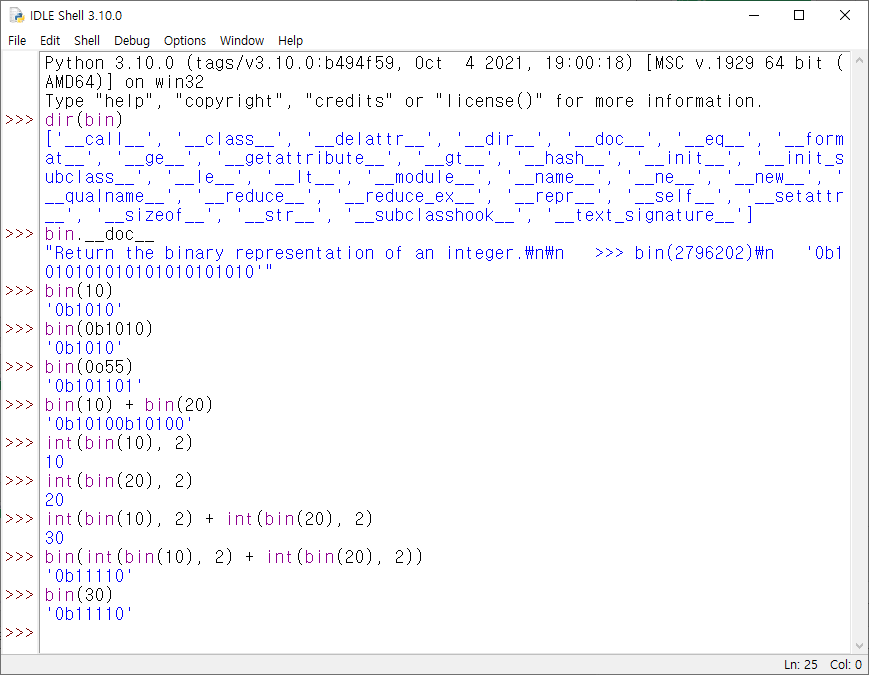 IDLE Shell 3.10.0
File Edit Shell Debug Options Window Help
Python 3.10.0 (tags/v3.10.0:b494f59, Oct  4 2021, 19:00:18) [MSC v.1929 64 bit (
AMD64)] on win32
Type "help", "copyright", "credits" or "license()" for more information.
>>> dir(bin)
['__call__', '__class__', '__delattr__', '__dir__', '__doc__', '__eq__', '__form
at__', '__ge__', '__getattribute__', '__gt__', '__hash__', '__init__', '__init_s
ubclass__', '__le__', '__lt__', '__module__', '__name__', '__ne__', '__new__', '
__qualname__', '__reduce__', '__reduce_ex__', '__repr__', '__self__', '__setattr
__', '__sizeof__', '__str__', '__subclasshook__', '__text_signature__']
>>> bin.__doc__
"Return the binary representation of an integer.₩n₩n   >>> bin(2796202)₩n   '0b1
010101010101010101010'"
>>> bin(10)
'0b1010'
>>> bin(0b1010)
'0b1010'
>>> bin(0o55)
'0b101101'
>>> bin(10) + bin(20)
'0b10100b10100'
>>> int(bin(10), 2)
10
>>> int(bin(20), 2)
20
>>> int(bin(10), 2) + int(bin(20), 2)
30
>>> bin(int(bin(10), 2) + int(bin(20), 2))
'0b11110'
>>> bin(30)
'0b11110'
>>>
Ln: 25 Col: 0